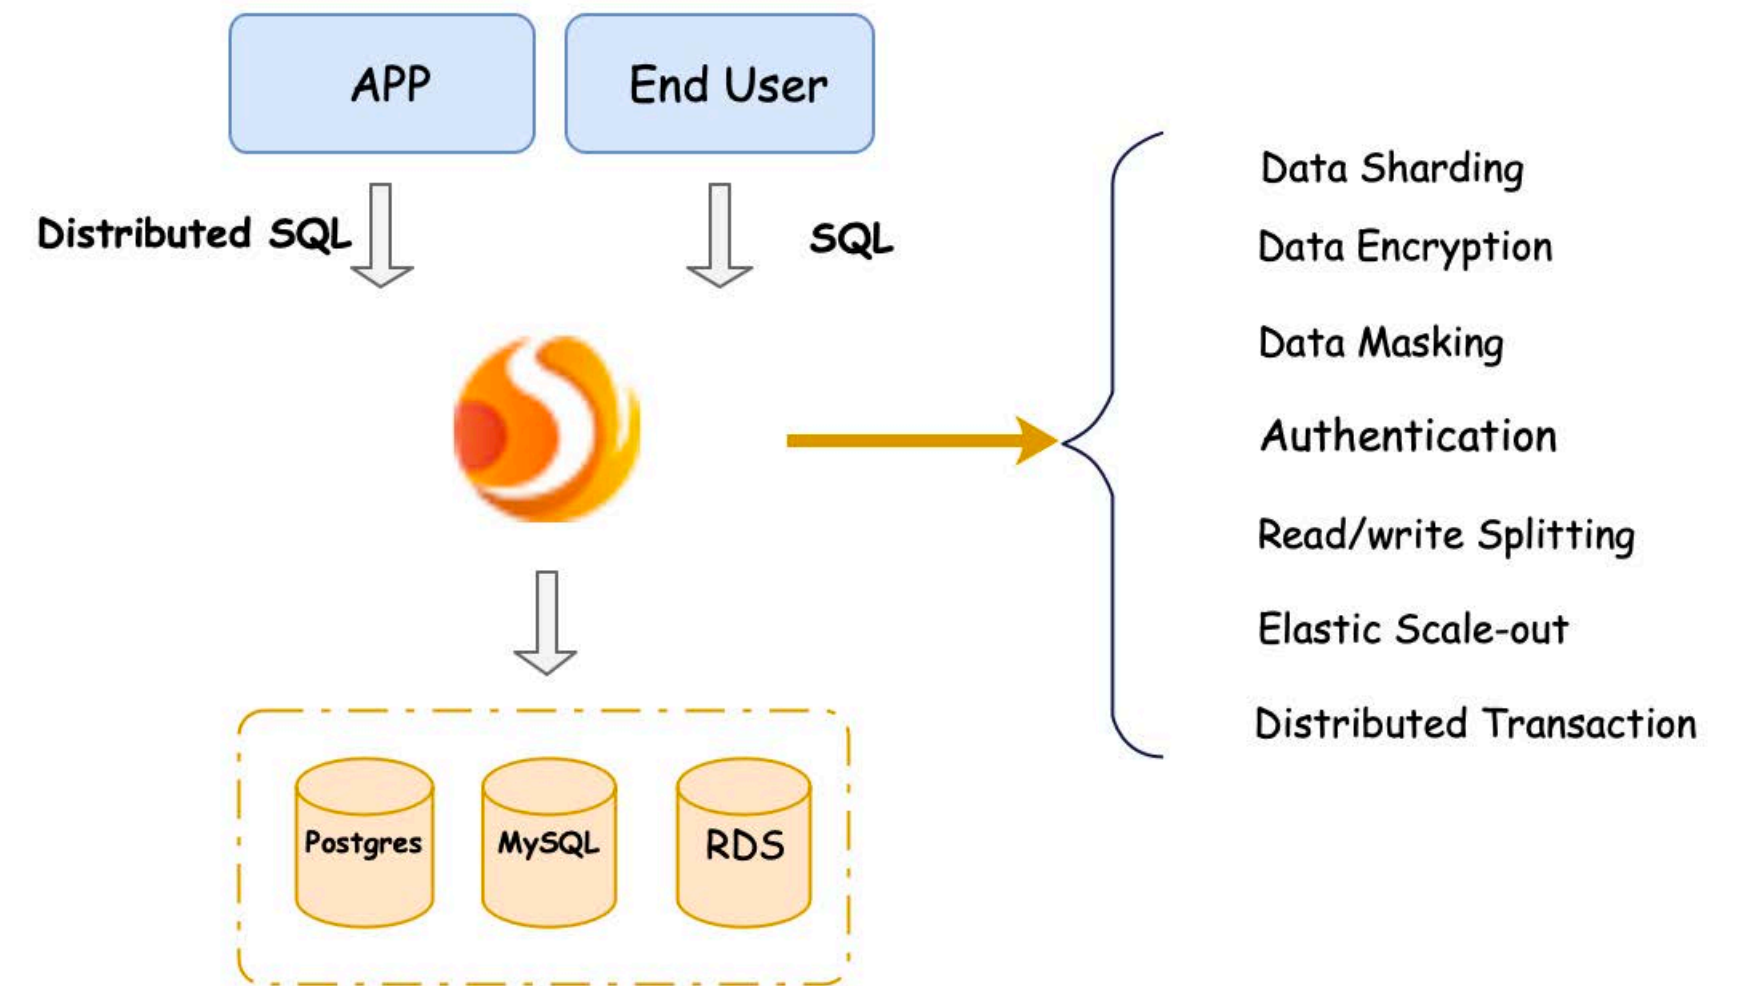 APP
End User
Distributed SQL
SQL
Data Sharding
Data Encryption
Data Masking
Authentication
Read/write Splitting
Elastic Scale-out
Distributed Transaction
Postgres
MySQL
RDS